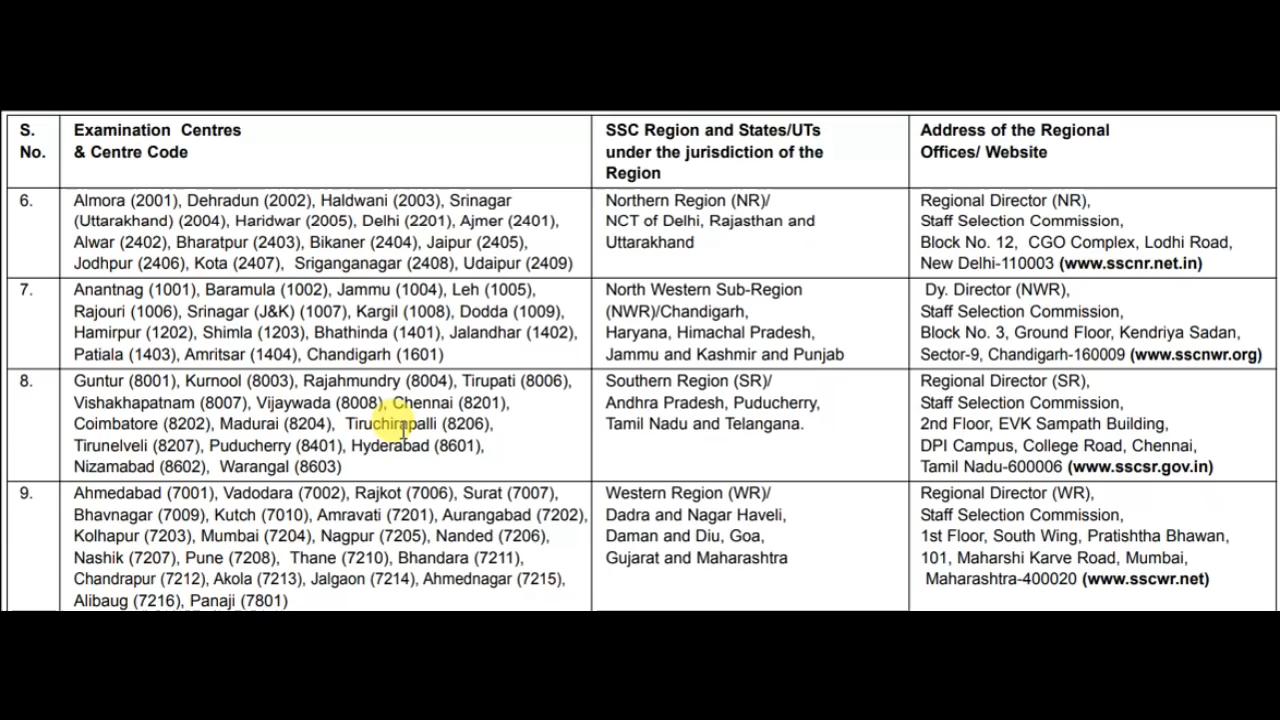 S.
No.
Examination Centres
& Centre Code
SSC Region and States/UTs
under the jurisdiction of the
Region
Address of the Regional
Offices/ Website
6.
Almora (2001), Dehradun (2002), Haldwani (2003), Srinagar
(Uttarakhand) (2004), Haridwar (2005), Delhi (2201), Ajmer (2401),
Alwar (2402), Bharatpur (2403), Bikaner (2404), Jaipur (2405),
Jodhpur (2406), Kota (2407), Sriganganagar (2408), Udaipur (2409)
Northern Region (NR)/
NCT of Delhi, Rajasthan and
Uttarakhand
Regional Director (NR),
Staff Selection Commission,
Block No. 12, CGO Complex, Lodhi Road,
New Delhi-110003 (www.sscnr.net.in)
7.
Anantnag (1001), Baramula (1002), Jammu (1004), Leh (1005),
Rajouri (1006), Srinagar (J&K) (1007), Kargil (1008), Dodda (1009),
Hamirpur (1202), Shimla (1203), Bhathinda (1401), Jalandhar (1402),
Patiala (1403), Amritsar (1404), Chandigarh (1601)
North Western Sub-Region
(NWR)/Chandigarh,
Haryana, Himachal Pradesh,
Jammu and Kashmir and Punjab
Dy. Director (NWR),
Staff Selection Commission,
Block No. 3, Ground Floor, Kendriya Sadan,
Sector-9, Chandigarh-160009 (www.sscnwr.org)
8.
Guntur (8001), Kurnool (8003), Rajahmundry (8004), Tirupati (8006),
Vishakhapatnam (8007), Vijaywada (8008), Chennai (8201),
Coimbatore (8202), Madurai (8204), Tiruchirapalli (8206),
Tirunelveli (8207), Puducherry (8401), Hyderabad (8601),
Nizamabad (8602), Warangal (8603)
Southern Region (SR)/
Andhra Pradesh, Puducherry,
Tamil Nadu and Telangana.
Regional Director (SR),
Staff Selection Commission,
2nd Floor, EVK Sampath Building,
DPI Campus, College Road, Chennai,
Tamil Nadu-600006 (www.sscsr.gov.in)
9.
Ahmedabad (7001), Vadodara (7002), Rajkot (7006), Surat (7007),
Bhavnagar (7009), Kutch (7010), Amravati (7201), Aurangabad (7202),
Kolhapur (7203), Mumbai (7204), Nagpur (7205), Nanded (7206),
Nashik (7207), Pune (7208), Thane (7210), Bhandara (7211),
Chandrapur (7212), Akola (7213), Jalgaon (7214), Ahmednagar (7215),
Alibaug (7216), Panaji (7801)
Western Region (WR)/
Dadra and Nagar Haveli,
Daman and Diu, Goa,
Gujarat and Maharashtra
Regional Director (WR),
Staff Selection Commission,
1st Floor, South Wing, Pratishtha Bhawan,
101, Maharshi Karve Road, Mumbai,
Maharashtra-400020 (www.sscwr.net)